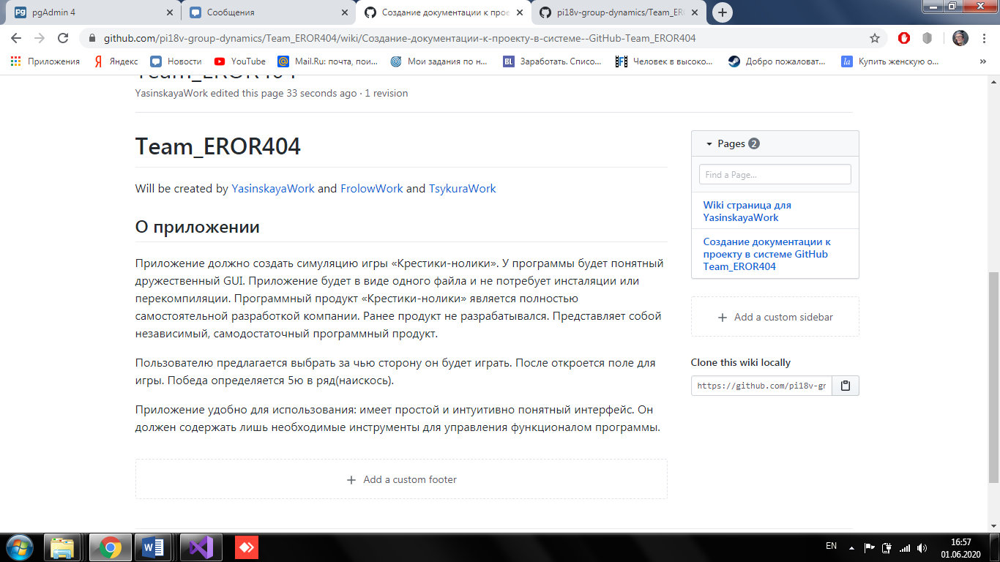 pgAdmin 4
Сообщения
Создание документации к прое
pi18v-group-dynamics/Team_ERO
github.com/pi18v-group-dynamics/Team_EROR404/wiki/Создание-документации-к-проекту-в-системе--GitHub-Team_EROR404
Приложения
Яндекс
Новости
YouTube
Mail.Ru: почта, пои...
Мои задания по н...
Заработать. Списо...
Человек в высоко...
Добро пожаловат...
Купить женскую о...
»
Team_EROR404
YasinskayaWork edited this page 33 seconds ago · 1 revision
Team_EROR404
Will be created by YasinskayaWork and FrolowWork and TsykuraWork
О приложении
Приложение должно создать симуляцию игры «Крестики-нолики». У программы будет понятный
дружественный GUI. Приложение будет в виде одного файла и не потребует инсталяции или
перекомпиляции. Программный продукт «Крестики-нолики» является полностью
самостоятельной разработкой компании. Ранее продукт не разрабатывался. Представляет собой
независимый, самодостаточный программный продукт.
Пользователю предлагается выбрать за чью сторону он будет играть. После откроется поле для
игры. Победа определяется 5ю в ряд(наискось).
Приложение удобно для использования: имеет простой и интуитивно понятный интерфейс. Он
должен содержать лишь необходимые инструменты для управления функционалом программы.
+ Add a custom footer
Pages 2
Find a Page...
Wiki страница для
YasinskayaWork
Создание документации к
проекту в системе GitHub
Team_EROR404
+ Add a custom sidebar
Clone this wiki locally
https://github.com/pi18v-gr
EN
16:57
01.06.2020